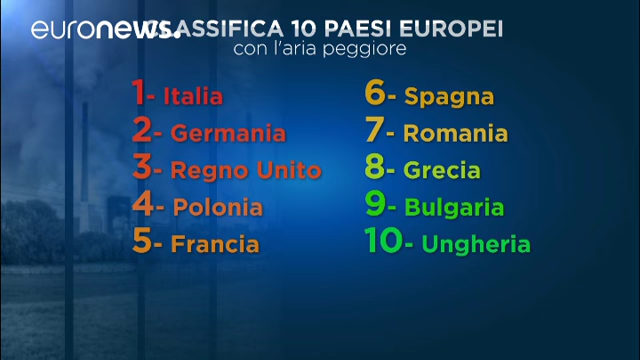 euronews.
CLASSIFICA 10 PAESI EUROPEI
con l'aria peggiore
1- Italia
2- Germania
3- Regno Unito
4- Polonia
5- Francia
6- Spagna
7- Romania
8- Grecia
9- Bulgaria
10- Ungheria